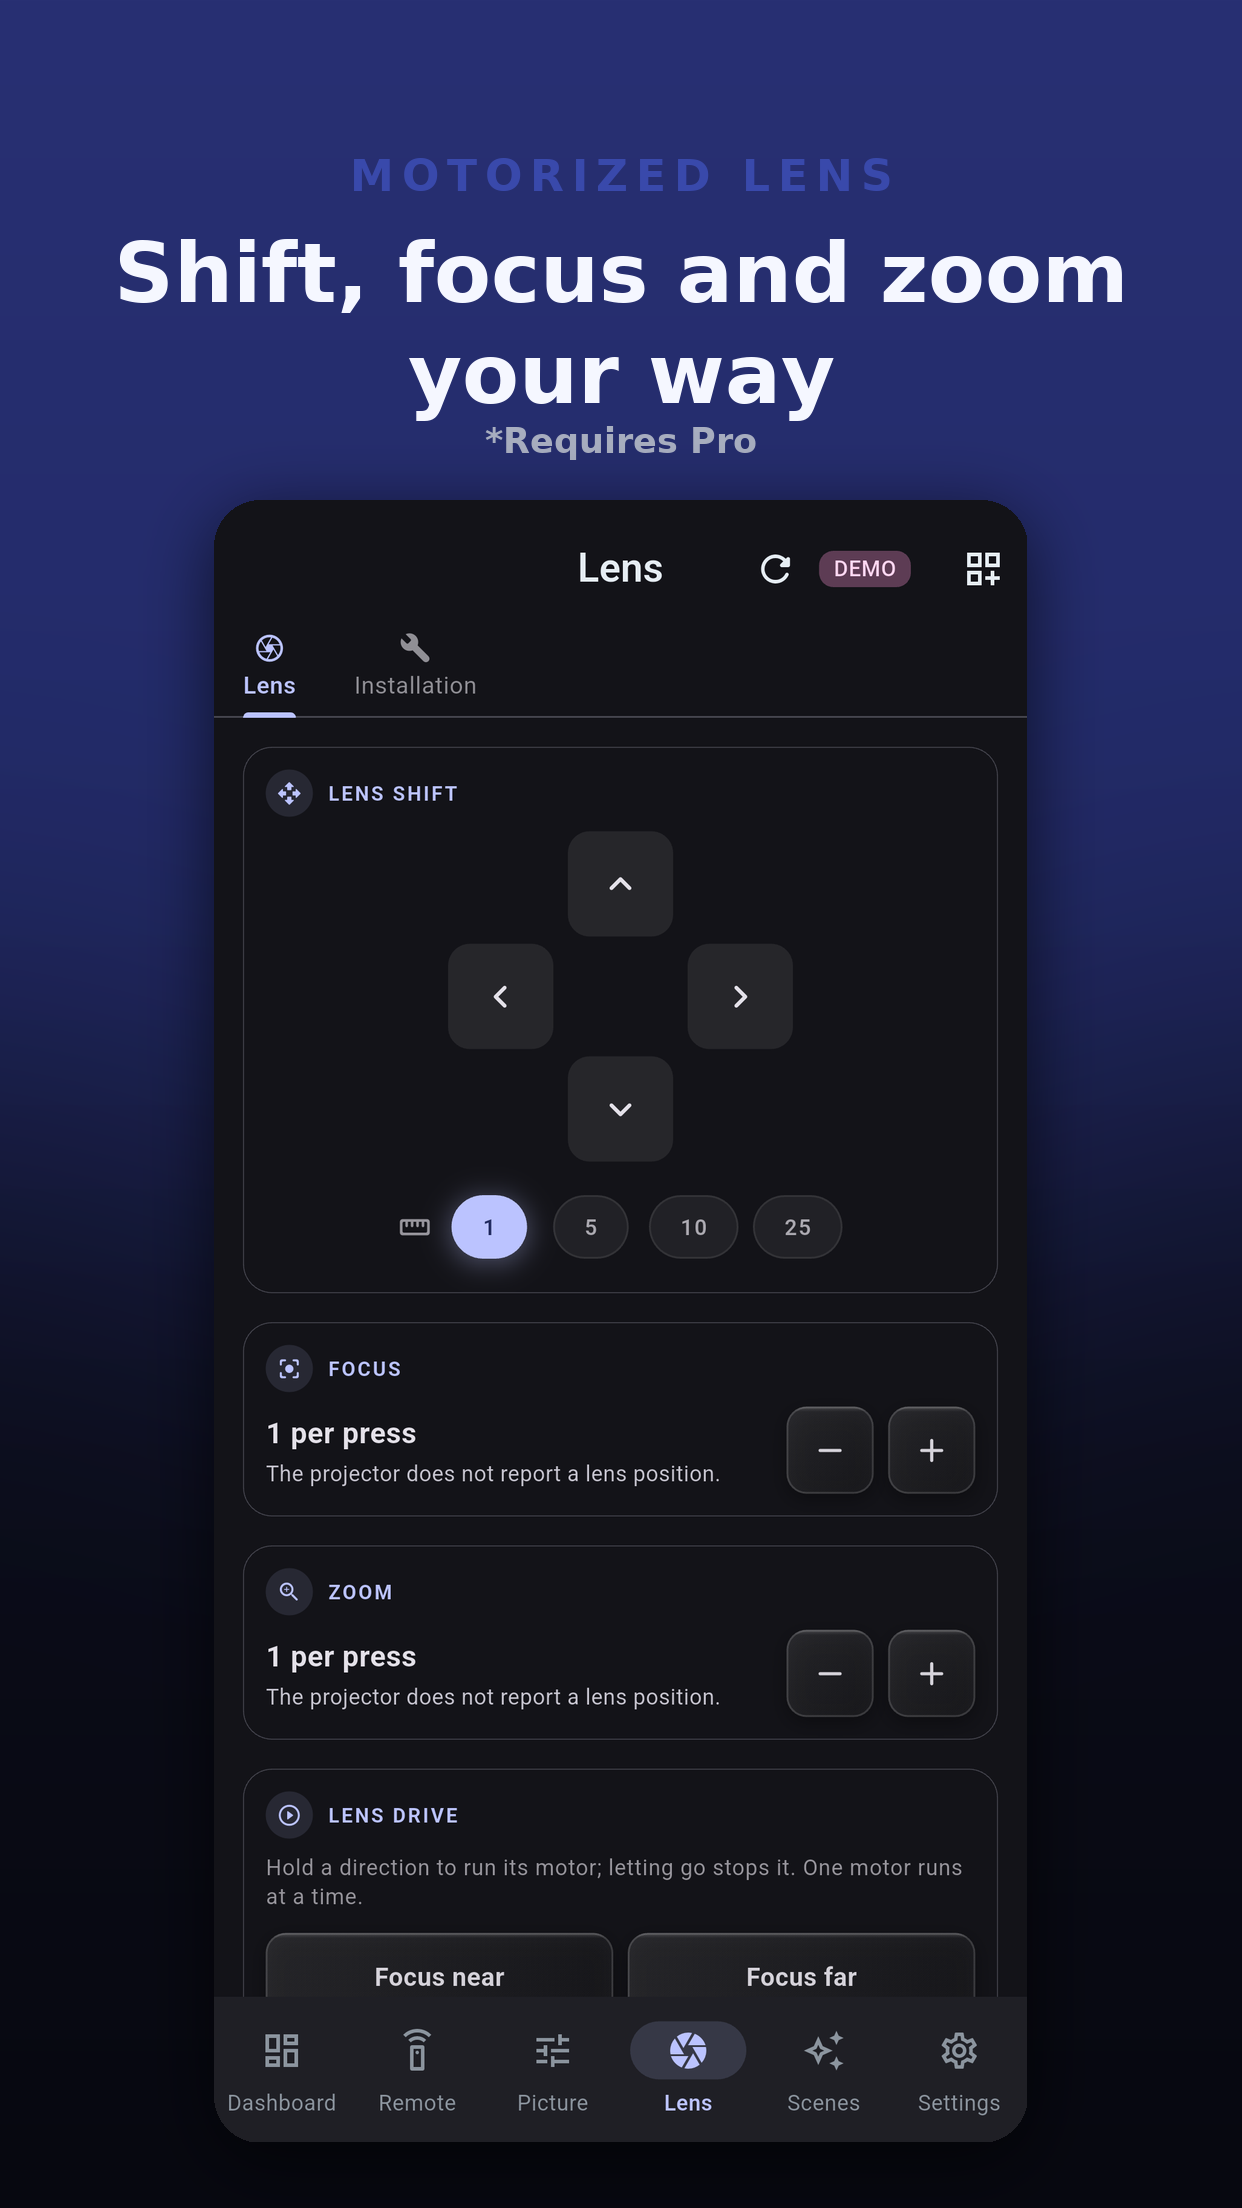 MOTORIZED LENS
Shift, focus and zoom
your way
*Requires Pro
Lens
DEMO
Lens
Installation
LENS SHIFT
1
5
10
25
FOCUS
1 per press
The projector does not report a lens position.
ZOOM
1 per press
The projector does not report a lens position.
LENS DRIVE
Hold a direction to run its motor; letting go stops it. One motor runs
at a time.
Focus near
Focus far
Dashboard
Remote
Picture
Lens
Scenes
Settings